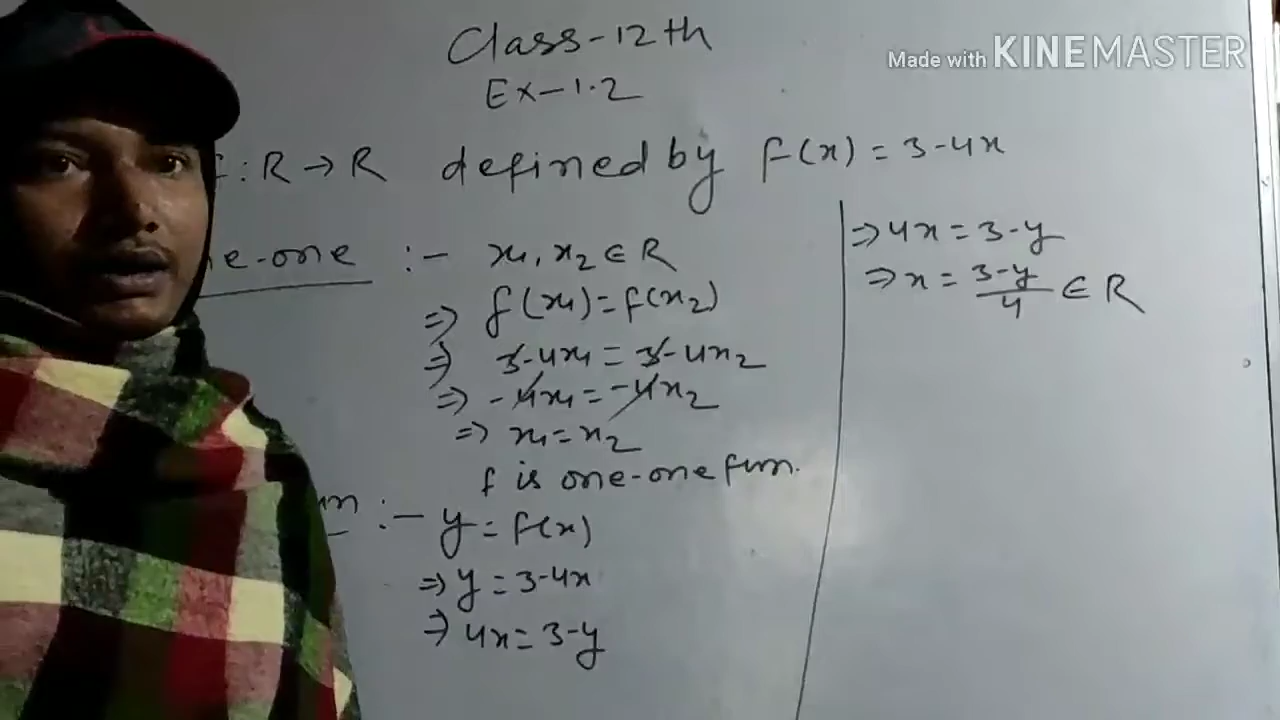 Class-12th
Ex-1.2
f: R → R defined by f(x) = 3-4x
e-one :- x₁, x₂ ∈ R
⇒ f(x₁) = f(x₂)
⇒ 3-4x₁ = 3-4x₂
⇒ -4x₁ = -4x₂
⇒ x₁ = x₂
f is one-one fun.
:- y = f(x)
⇒ y = 3-4x
⇒ 4x = 3-y
⇒ 4x = 3-y
⇒ x = 3-y/4 ∈ R
Made with KINEMASTER